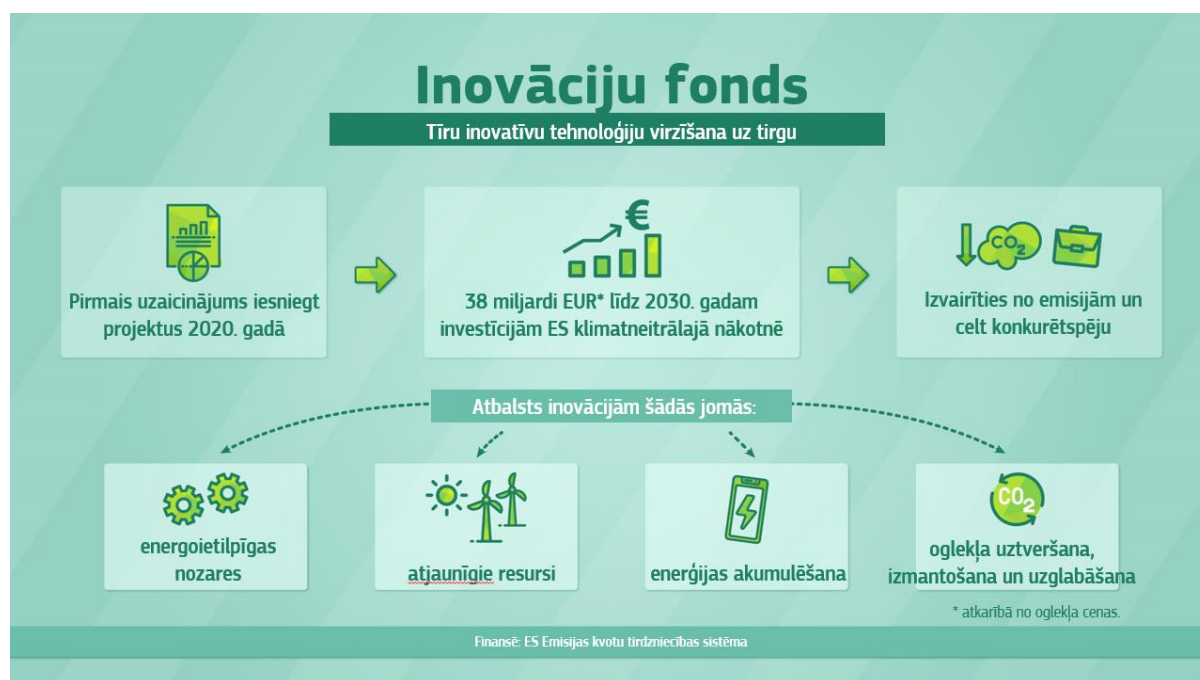 Inovāciju fonds
Tīru inovatīvu tehnoloģiju virzīšana uz tirgu
Pirmais uzaicinājums iesniegt
projektus 2020. gadā
€
38 miljardi EUR* līdz 2030. gadam
investīcijām ES klimatneitrālajā nākotnē
CO₂
Izvairīties no emisijām un
celt konkurētspēju
Atbalsts inovācijām šādās jomās:
energoietilpīgas
nozares
atjaunīgie resursi
enerģijas akumulēšana
CO₂
oglekļa uztveršana,
izmantošana un uzglabāšana
* atkarībā no oglekļa cenas.
Finansē: ES Emisijas kvotu tirdzniecības sistēma